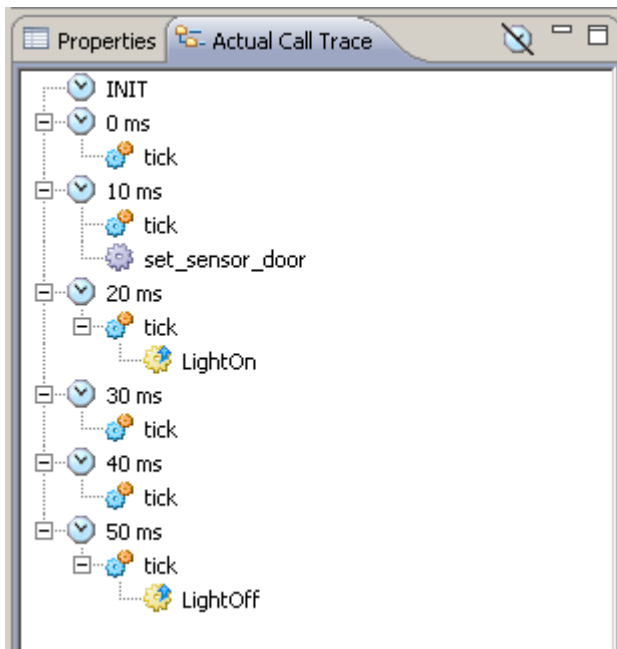 Properties Actual Call Trace
INIT
0 ms
tick
10 ms
tick
set_sensor_door
20 ms
tick
LightOn
30 ms
tick
40 ms
tick
50 ms
tick
LightOff